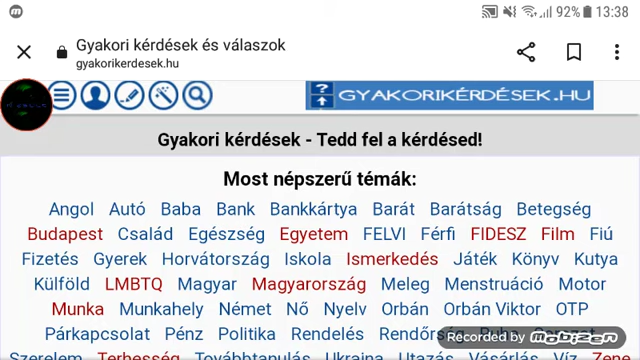 92% 13:38
Gyakori kérdések és válaszok
gyakorikerdesek.hu
GYAKORIKÉRDÉSEK.HU
Gyakori kérdések - Tedd fel a kérdésed!
Most népszerű témák:
Angol Autó Baba Bank Bankkártya Barát Barátság Betegség
Budapest Család Egészség Egyetem FELVI Férfi FIDESZ Film Fiú
Fizetés Gyerek Horvátország Iskola Ismerkedés Játék Könyv Kutya
Külföld LMBTQ Magyar Magyarország Meleg Menstruáció Motor
Munka Munkahely Német Nő Nyelv Orbán Orbán Viktor OTP
Párkapcsolat Pénz Politika Rendelés Rendőrség Ruha
Szerelem Terhesség Továbbtanulás Ukrajna Utazás Vásárlás Víz Zene
Recorded by MOBIZEN